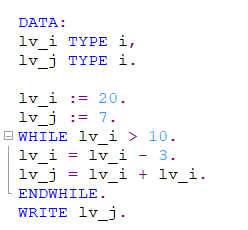 DATA:
lv_i TYPE i,
lv_j TYPE i.
lv_i := 20.
lv_j := 7.
WHILE lv_i > 10.
lv_i = lv_i - 3.
lv_j = lv_i + lv_i.
ENDWHILE.
WRITE lv_j.